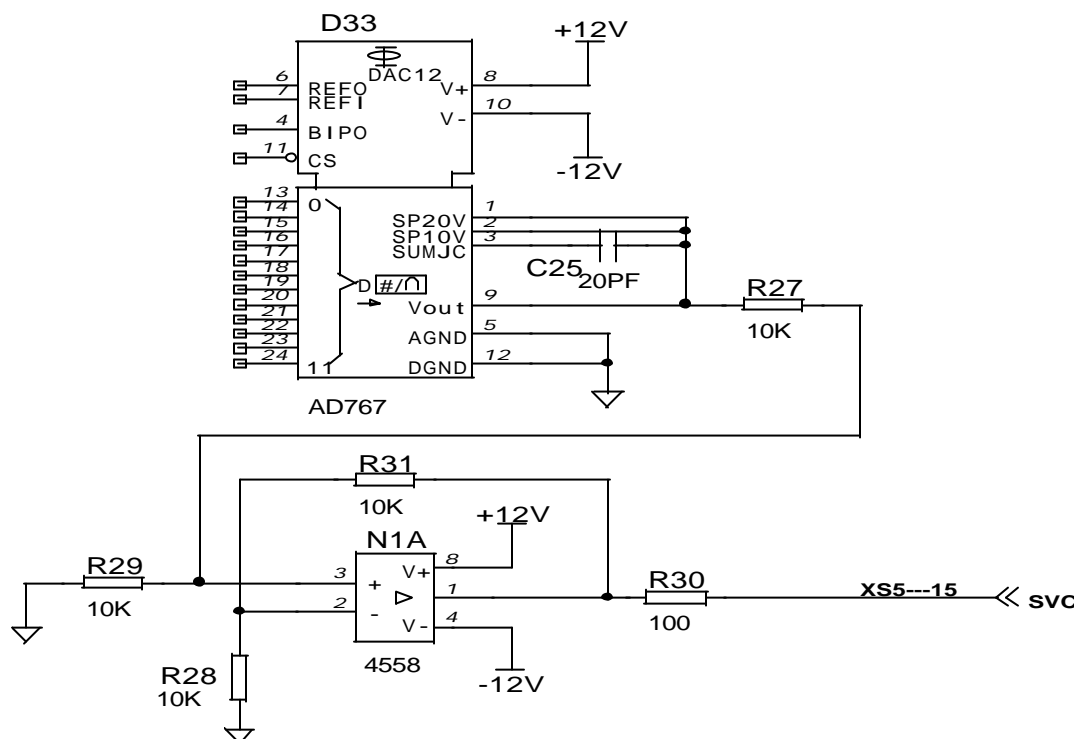 D33
+12V
DAC12
6 REFO V+ 8
7 REFI
4 BIPO V- 10
11 CS
-12V
13 0
14 SP20V 1
15 SP10V 2
16 SUMJC 3
17
18 C25 20PF
19 D #/∩
20 Vout 9 R27
21 10K
22 AGND 5
23
24 11 DGND 12
AD767
R31
10K
+12V
N1A
R29 3 + V+ 8
10K 2 - 1 R30 XS5---15 SVC
V- 4 100
R28 4558
10K -12V